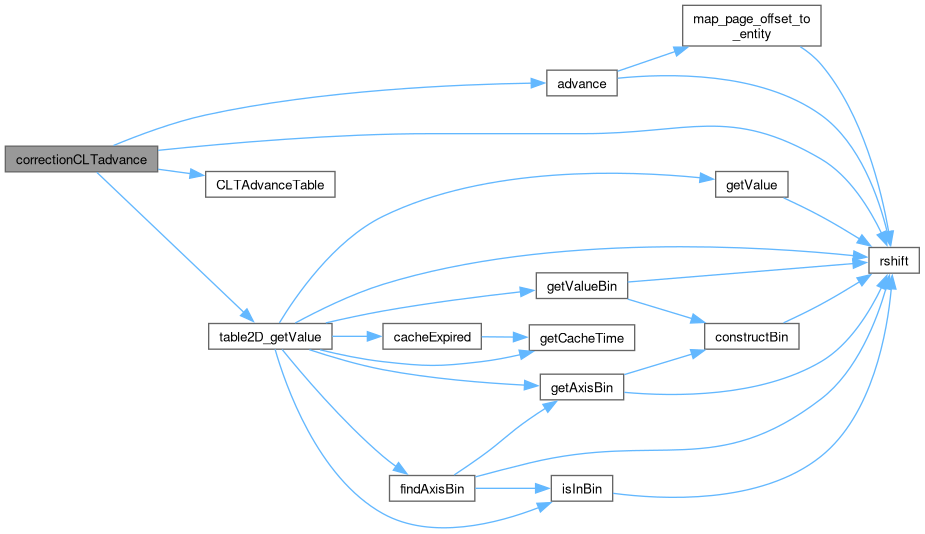 map_page_offset_to
_entity
advance
correctionCLTadvance
CLTAdvanceTable
getValue
rshift
getValueBin
table2D_getValue
cacheExpired
getCacheTime
constructBin
getAxisBin
findAxisBin
isInBin